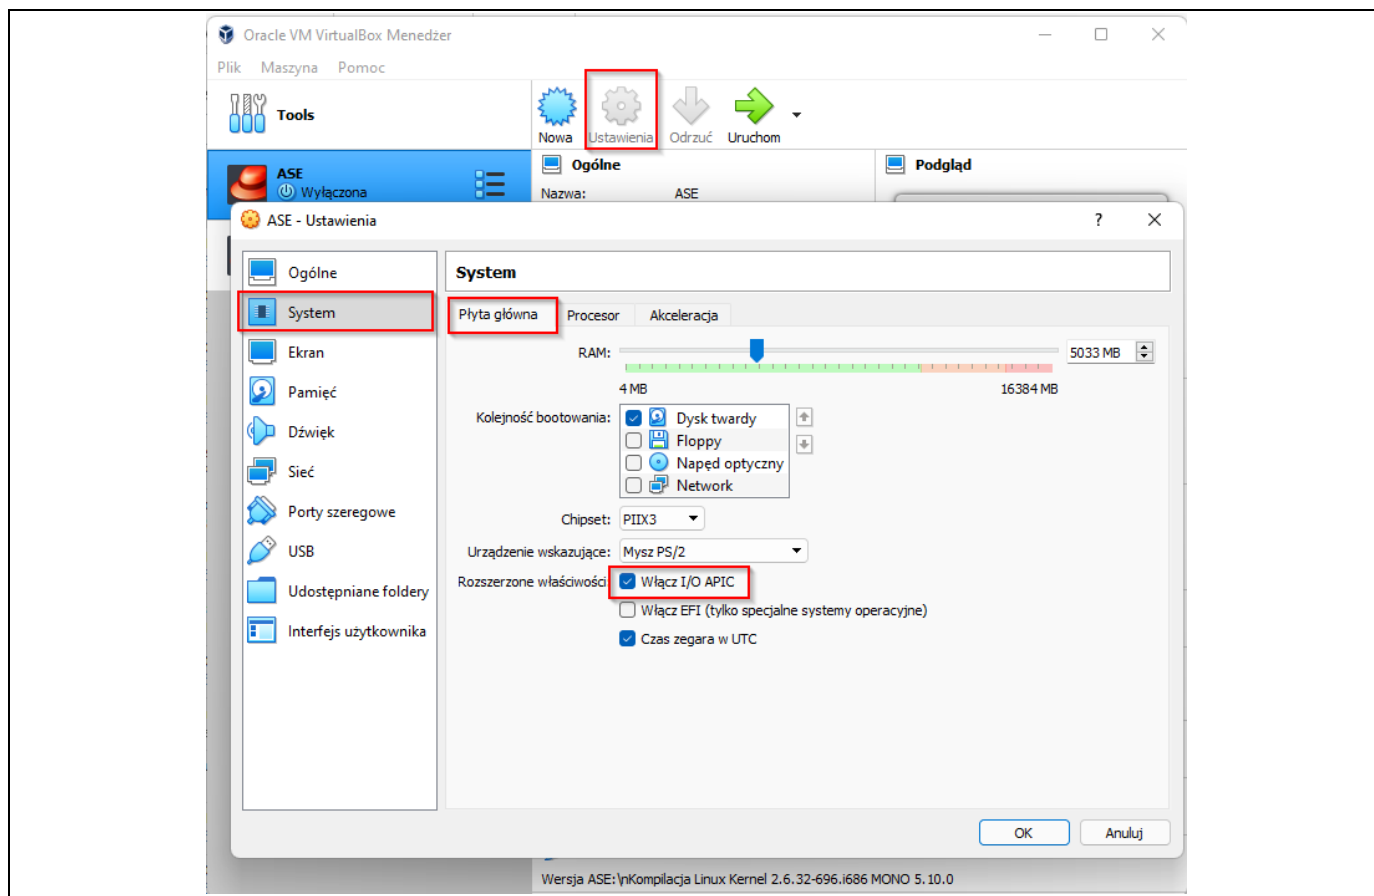 Oracle VM VirtualBox Menedżer
Plik Maszyna Pomoc
Tools
Nowa Ustawienia Odrzuć Uruchom
ASE
Wyłączona
Ogólne
Nazwa: ASE
Podgląd
ASE - Ustawienia ?
Ogólne
System
Ekran
Pamięć
Dźwięk
Sieć
Porty szeregowe
USB
Udostępniane foldery
Interfejs użytkownika
System
Płyta główna Procesor Akceleracja
RAM: 5033 MB
4 MB 16384 MB
Kolejność bootowania: Dysk twardy
Floppy
Napęd optyczny
Network
Chipset: PIIX3
Urządzenie wskazujące: Mysz PS/2
Rozszerzone właściwości Włącz I/O APIC
Włącz EFI (tylko specjalne systemy operacyjne)
Czas zegara w UTC
OK Anuluj
Wersja ASE:\nKompilacja Linux Kernel 2.6.32-696.i686 MONO 5.10.0